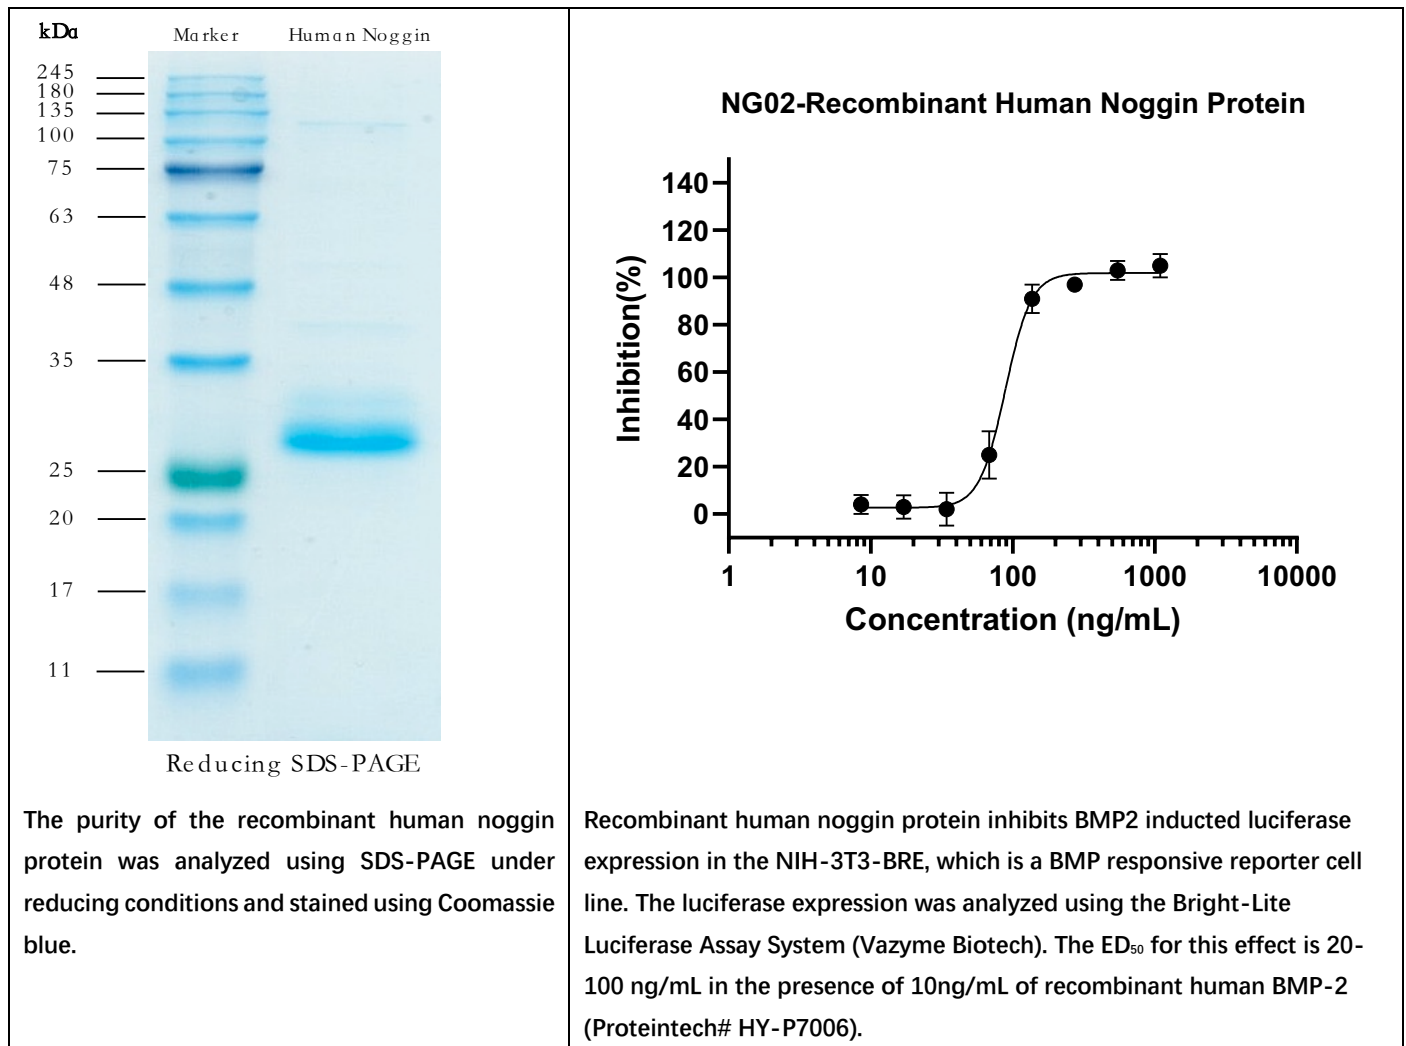 kDa
Marker
Human Noggin
245
180
135
100
75
63
48
35
25
20
17
11
Reducing SDS-PAGE
The purity of the recombinant human noggin
protein was analyzed using SDS-PAGE under
reducing conditions and stained using Coomassie
blue.
NG02-Recombinant Human Noggin Protein
Inhibition(%)
140
120
100
80
60
40
20
0
1
10
100
1000
10000
Concentration (ng/mL)
Recombinant human noggin protein inhibits BMP2 inducted luciferase
expression in the NIH-3T3-BRE, which is a BMP responsive reporter cell
line. The luciferase expression was analyzed using the Bright-Lite
Luciferase Assay System (Vazyme Biotech). The ED₅₀ for this effect is 20-
100 ng/mL in the presence of 10ng/mL of recombinant human BMP-2
(Proteintech# HY-P7006).